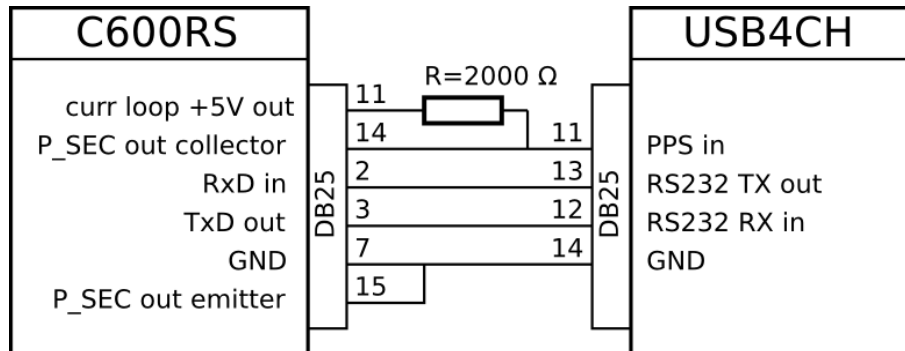 C600RS
USB4CH
R=2000 Ω
curr loop +5V out
11
P_SEC out collector
14
11
PPS in
RxD in
2
13
RS232 TX out
TxD out
3
12
RS232 RX in
GND
7
14
GND
P_SEC out emitter
15
DB25
DB25